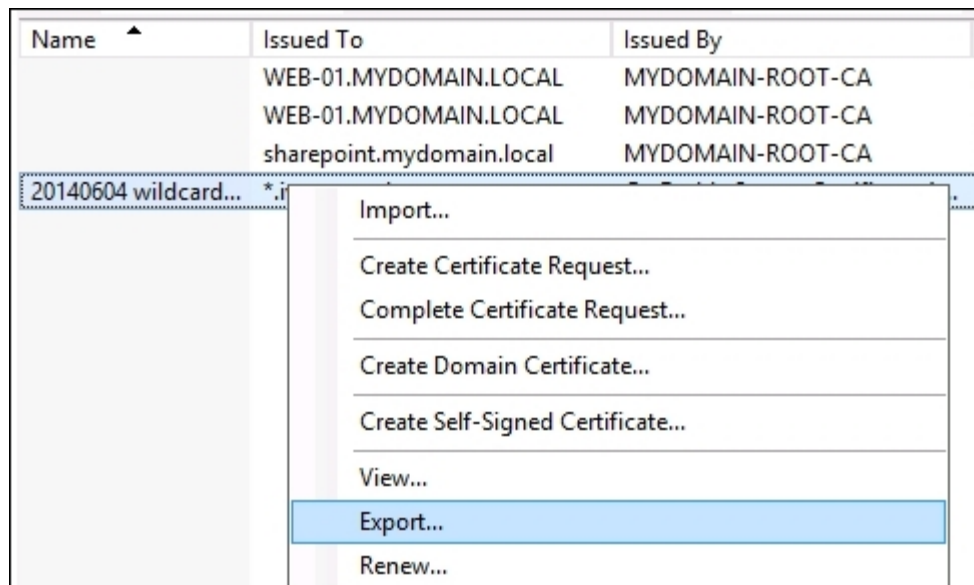 Name Issued To Issued By
WEB-01.MYDOMAIN.LOCAL MYDOMAIN-ROOT-CA
WEB-01.MYDOMAIN.LOCAL MYDOMAIN-ROOT-CA
sharepoint.mydomain.local MYDOMAIN-ROOT-CA
20140604 wildcard...
Import...
Create Certificate Request...
Complete Certificate Request...
Create Domain Certificate...
Create Self-Signed Certificate...
View...
Export...
Renew...